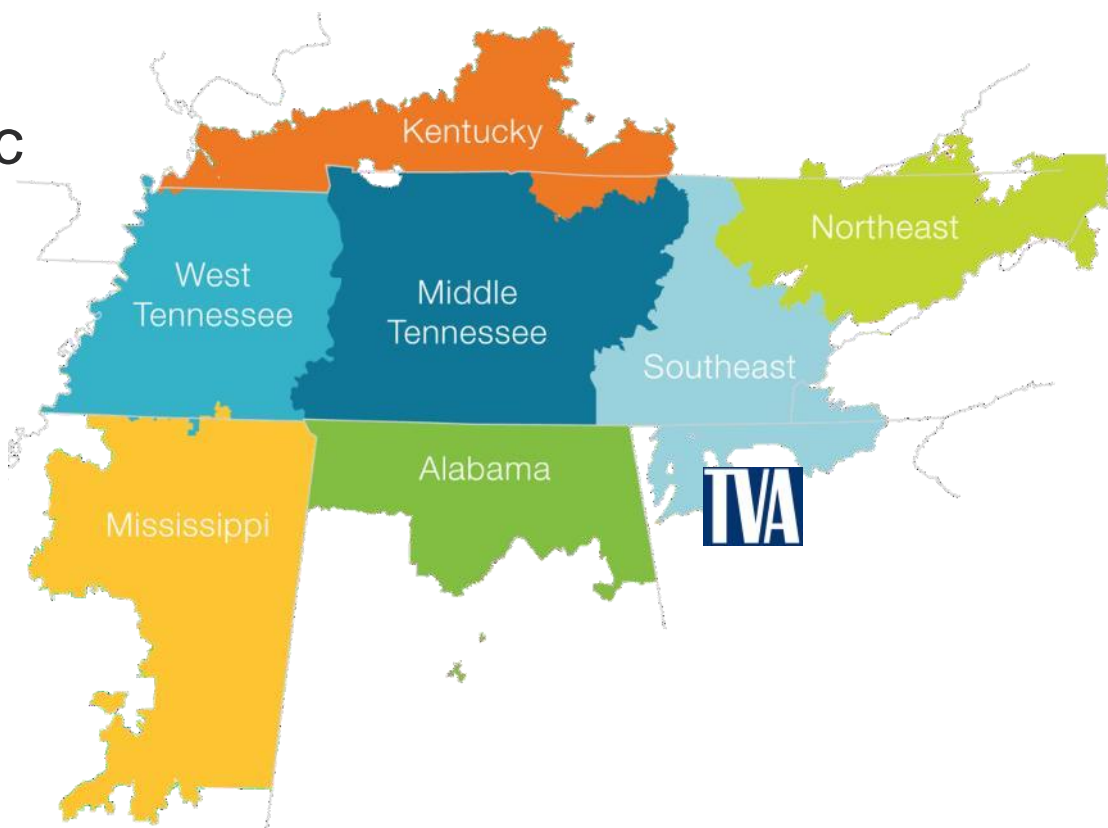 c
Kentucky
Northeast
West
Tennessee
Middle
Tennessee
Southeast
Alabama
TVA
Mississippi